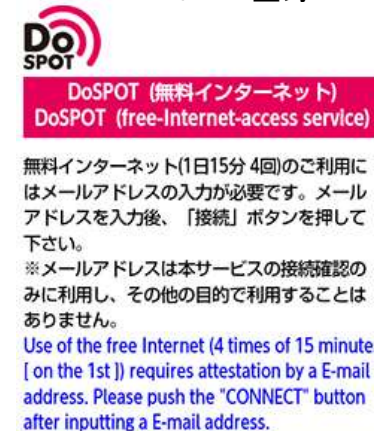 Do
SPOT
DoSPOT (無料インターネット)
DoSPOT (free-Internet-access service)
無料インターネット(1日15分 4回)のご利用に
はメールアドレスの入力が必要です。メール
アドレスを入力後、「接続」ボタンを押して
下さい。
※メールアドレスは本サービスの接続確認の
みに利用し、その他の目的で利用することは
ありません。
Use of the free Internet (4 times of 15 minute
[ on the 1st ]) requires attestation by a E-mail
address. Please push the "CONNECT" button
after inputting a E-mail address.